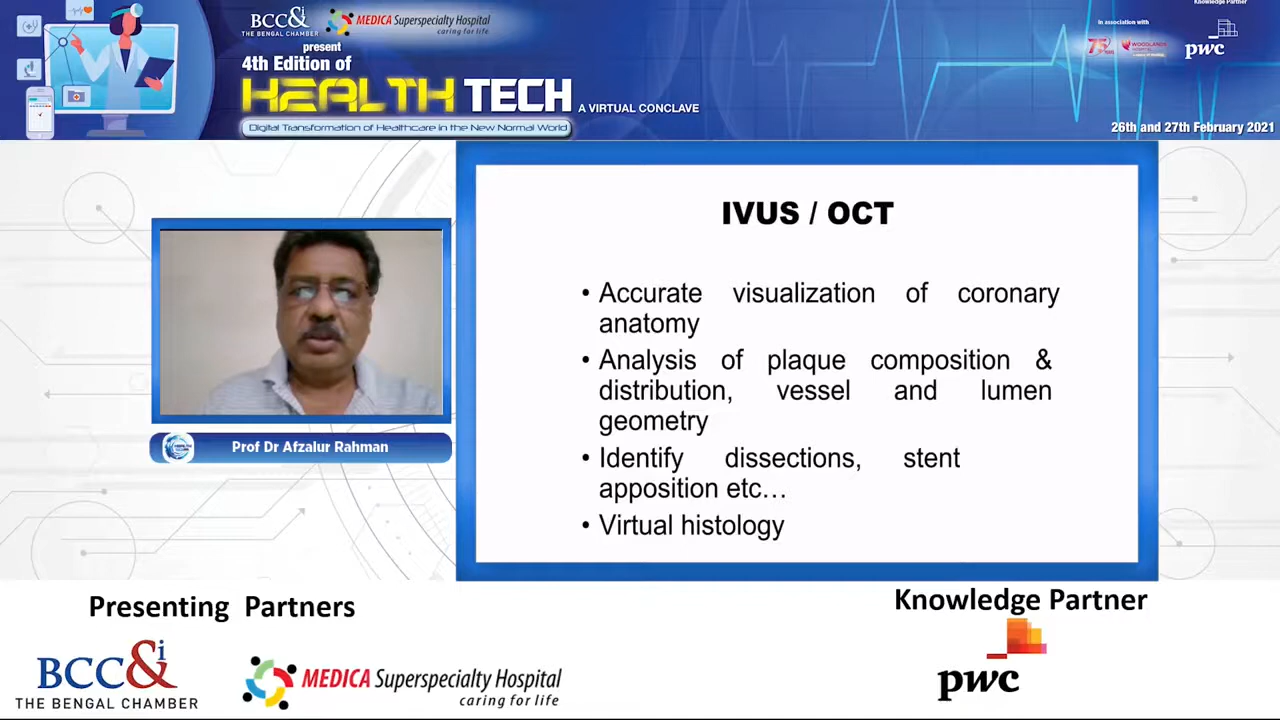 BCC&i
THE BENGAL CHAMBER
MEDICA Superspecialty Hospital
caring for life
present
4th Edition of
HEALTH TECH
A VIRTUAL CONCLAVE
Digital Transformation of Healthcare in the New Normal World
Knowledge Partner
In association with
75
WOODLANDS
pwc
26th and 27th February 2021
IVUS / OCT
• Accurate visualization of coronary
anatomy
• Analysis of plaque composition &
distribution, vessel and lumen
geometry
• Identify dissections, stent
apposition etc…
• Virtual histology
Prof Dr Afzalur Rahman
Presenting Partners
BCC&i
THE BENGAL CHAMBER
MEDICA Superspecialty Hospital
caring for life
Knowledge Partner
pwc